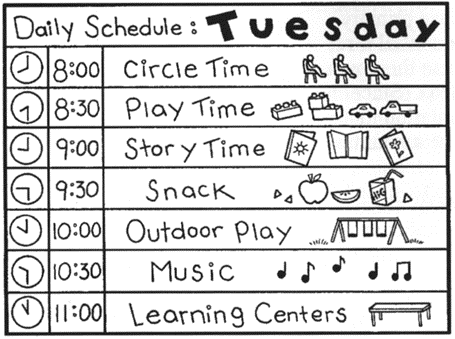 Daily Schedule: Tuesday
8:00 Circle Time
8:30 Play Time
9:00 Story Time
9:30 Snack
10:00 Outdoor Play
10:30 Music
11:00 Learning Centers